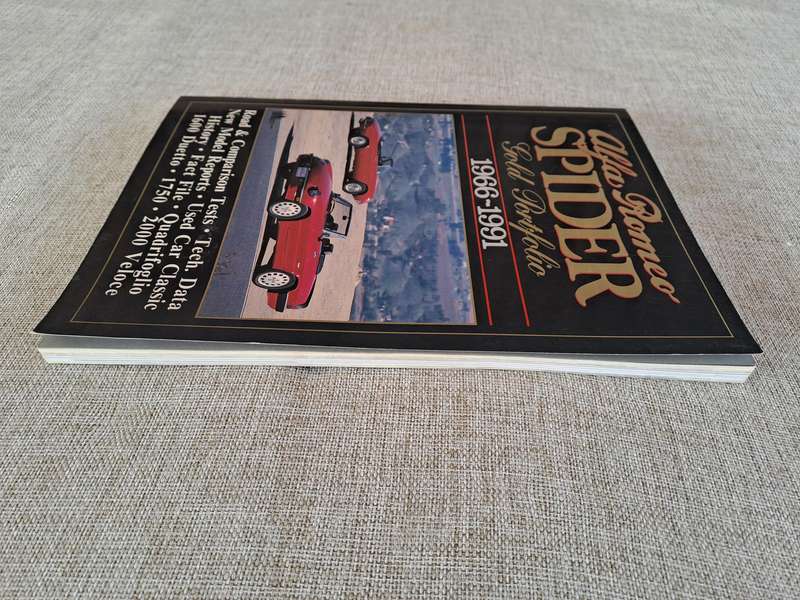 Alfa Romeo
SPIDER
Gold Portfolio
1966-1991
Road & Comparison Tests • Tech. Data
New Model Reports • Used Car Classic
History • Fact File • Quadrifoglio
1600 Duetto • 1750 • 2000 Veloce